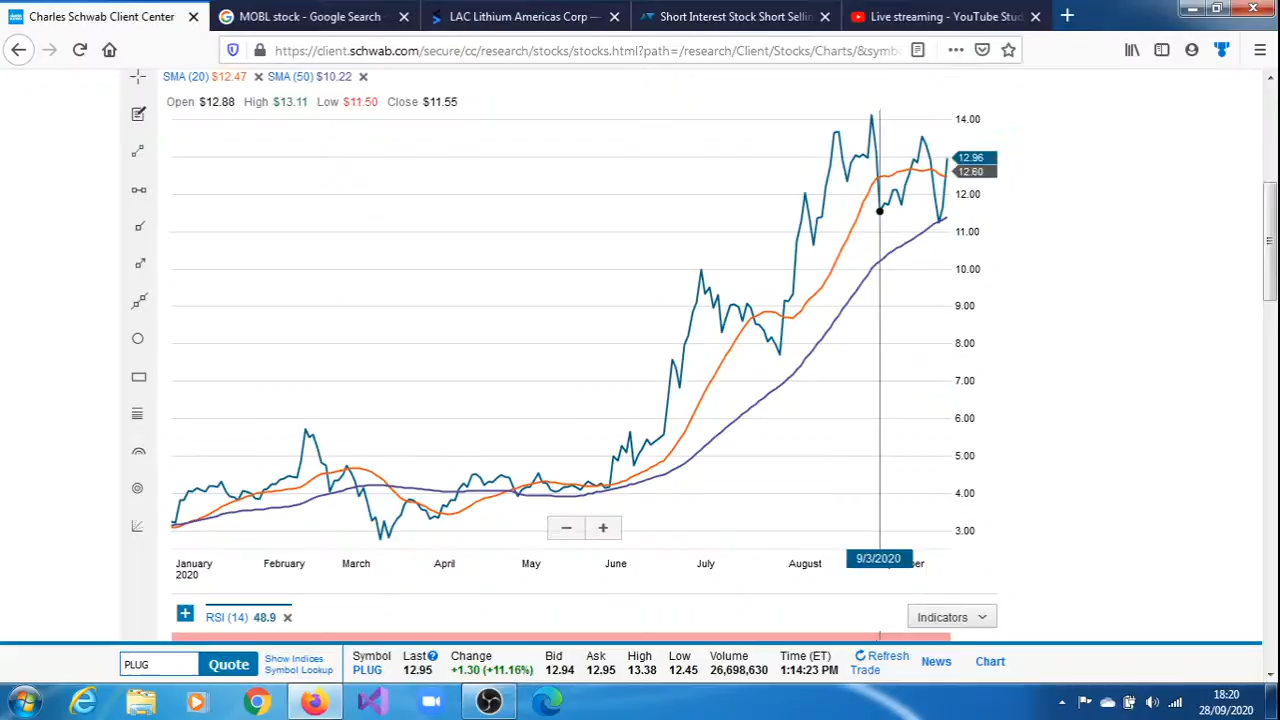 Charles Schwab Client Center
MOBL stock - Google Search
LAC Lithium Americas Corp —
Short Interest Stock Short Sellin
Live streaming - YouTube Stud
https://client.schwab.com/secure/cc/research/stocks/stocks.html?path=/research/Client/Stocks/Charts/&symb
SMA (20) $12.47 SMA (50) $10.22
Open $12.88 High $13.11 Low $11.50 Close $11.55
14.00
12.96
12.60
12.00
11.00
10.00
9.00
8.00
7.00
6.00
5.00
4.00
3.00
January February March April May June July August 9/3/2020
2020
RSI (14) 48.9
Indicators
PLUG Quote
Show Indices
Symbol Lookup
Symbol Last Change Bid Ask High Low Volume Time (ET) Refresh
PLUG 12.95 +1.30 (+11.16%) 12.94 12.95 13.38 12.45 26,698,630 1:14:23 PM Trade
News Chart
18:20
28/09/2020